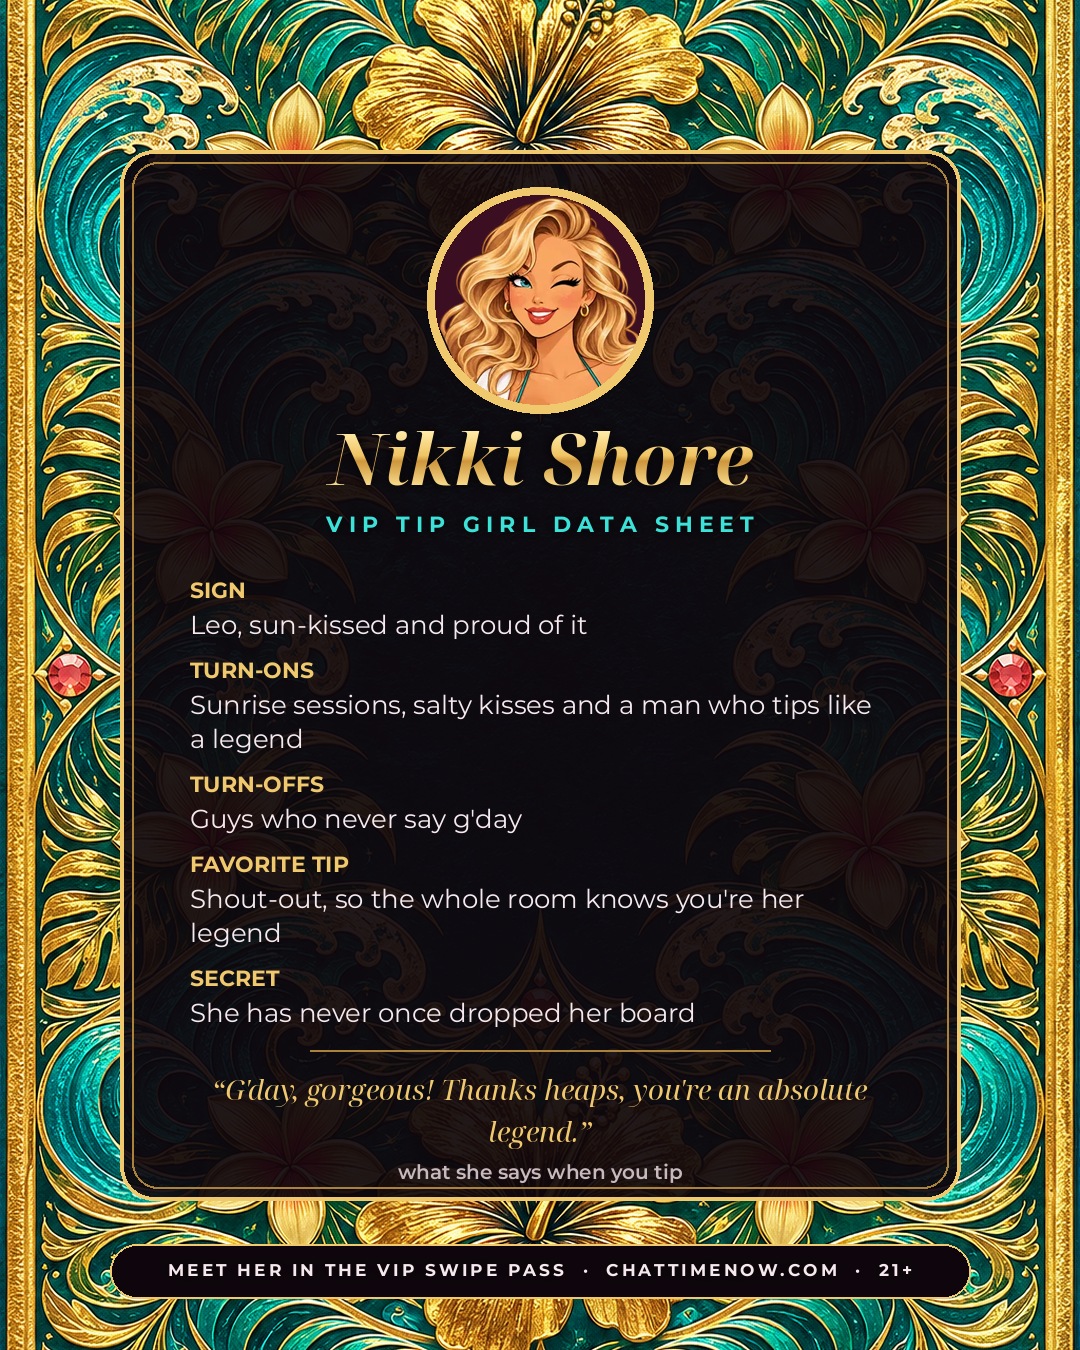 Nikki Shore
VIP TIP GIRL DATA SHEET
SIGN
Leo, sun-kissed and proud of it
TURN-ONS
Sunrise sessions, salty kisses and a man who tips like
a legend
TURN-OFFS
Guys who never say g'day
FAVORITE TIP
Shout-out, so the whole room knows you're her
legend
SECRET
She has never once dropped her board
“G'day, gorgeous! Thanks heaps, you're an absolute
legend.”
what she says when you tip
MEET HER IN THE VIP SWIPE PASS · CHATTIMENOW.COM · 21+